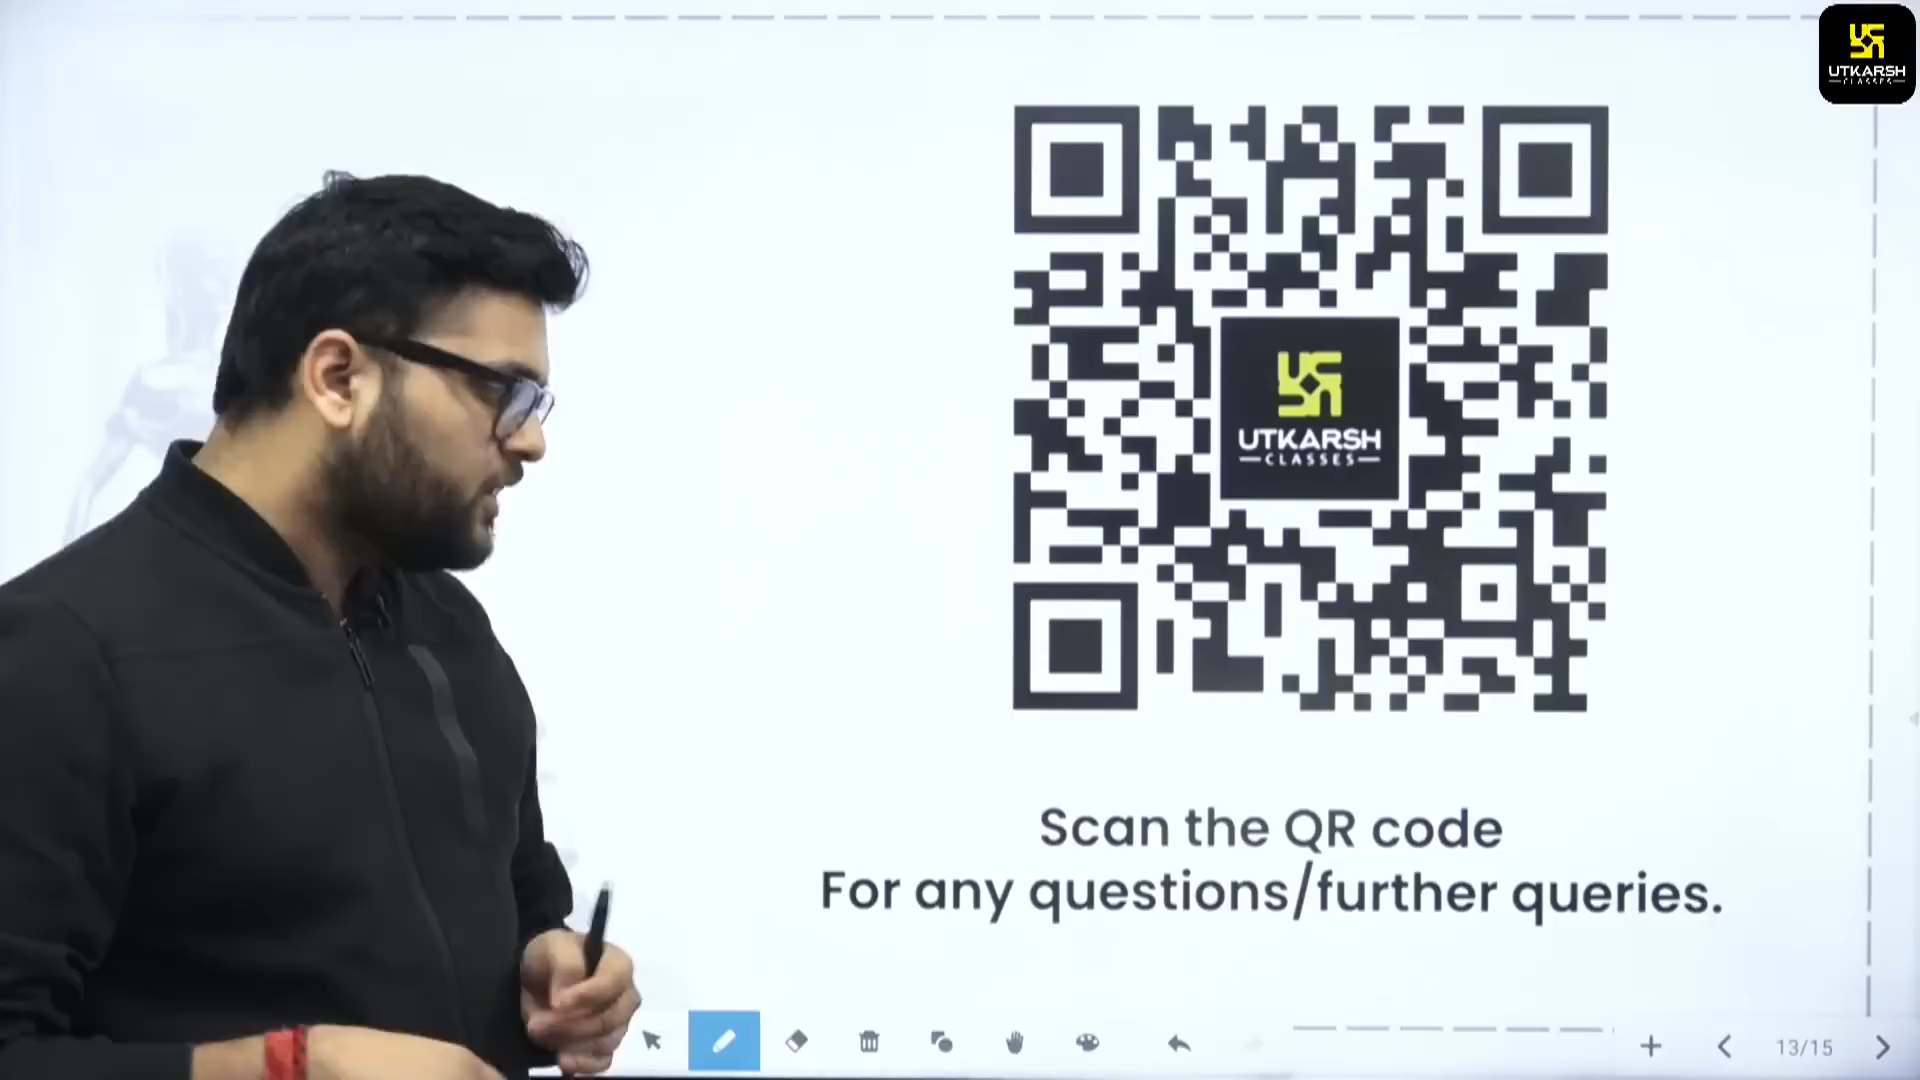 UTKARSH
CLASSES
UTKARSH
CLASSES
Scan the QR code
For any questions/further queries.
13/15